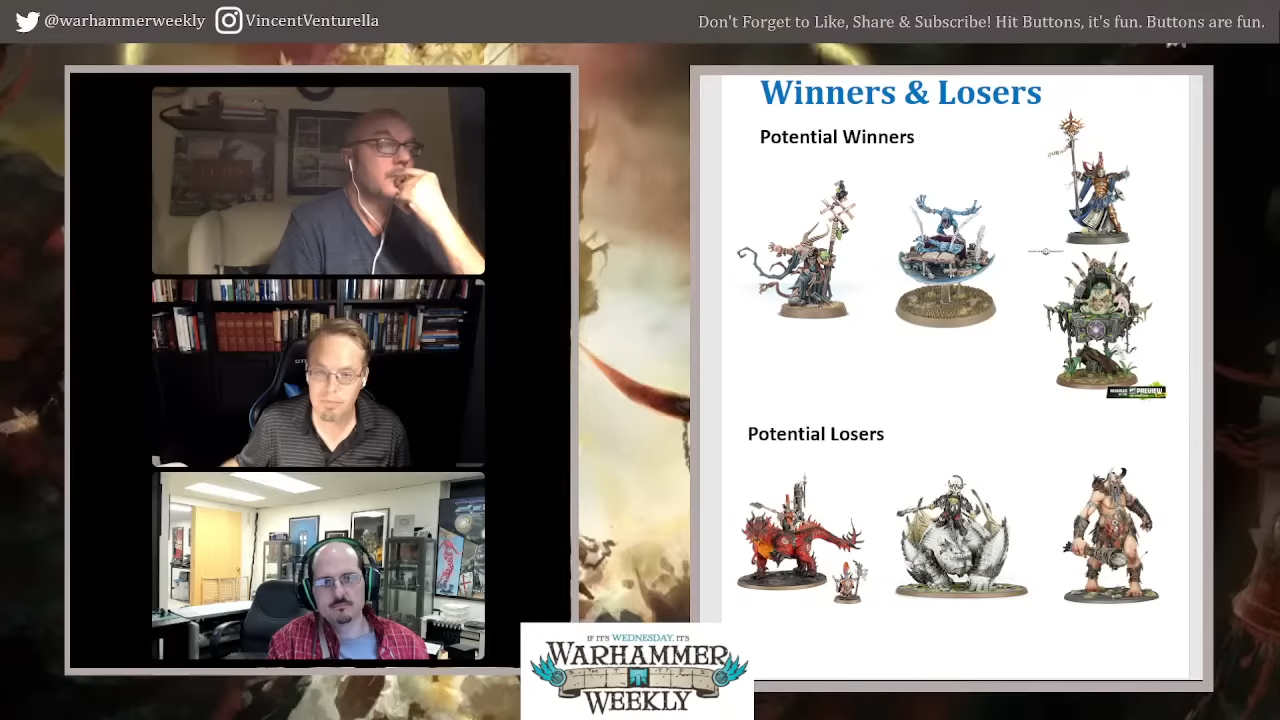 @warhammerweekly VincentVenturella
Don't Forget to Like, Share & Subscribe! Hit Buttons, it's fun. Buttons are fun.
Winners & Losers
Potential Winners
PREVIEW
Potential Losers
IF IT'S WEDNESDAY, IT'S
WARHAMMER
WEEKLY